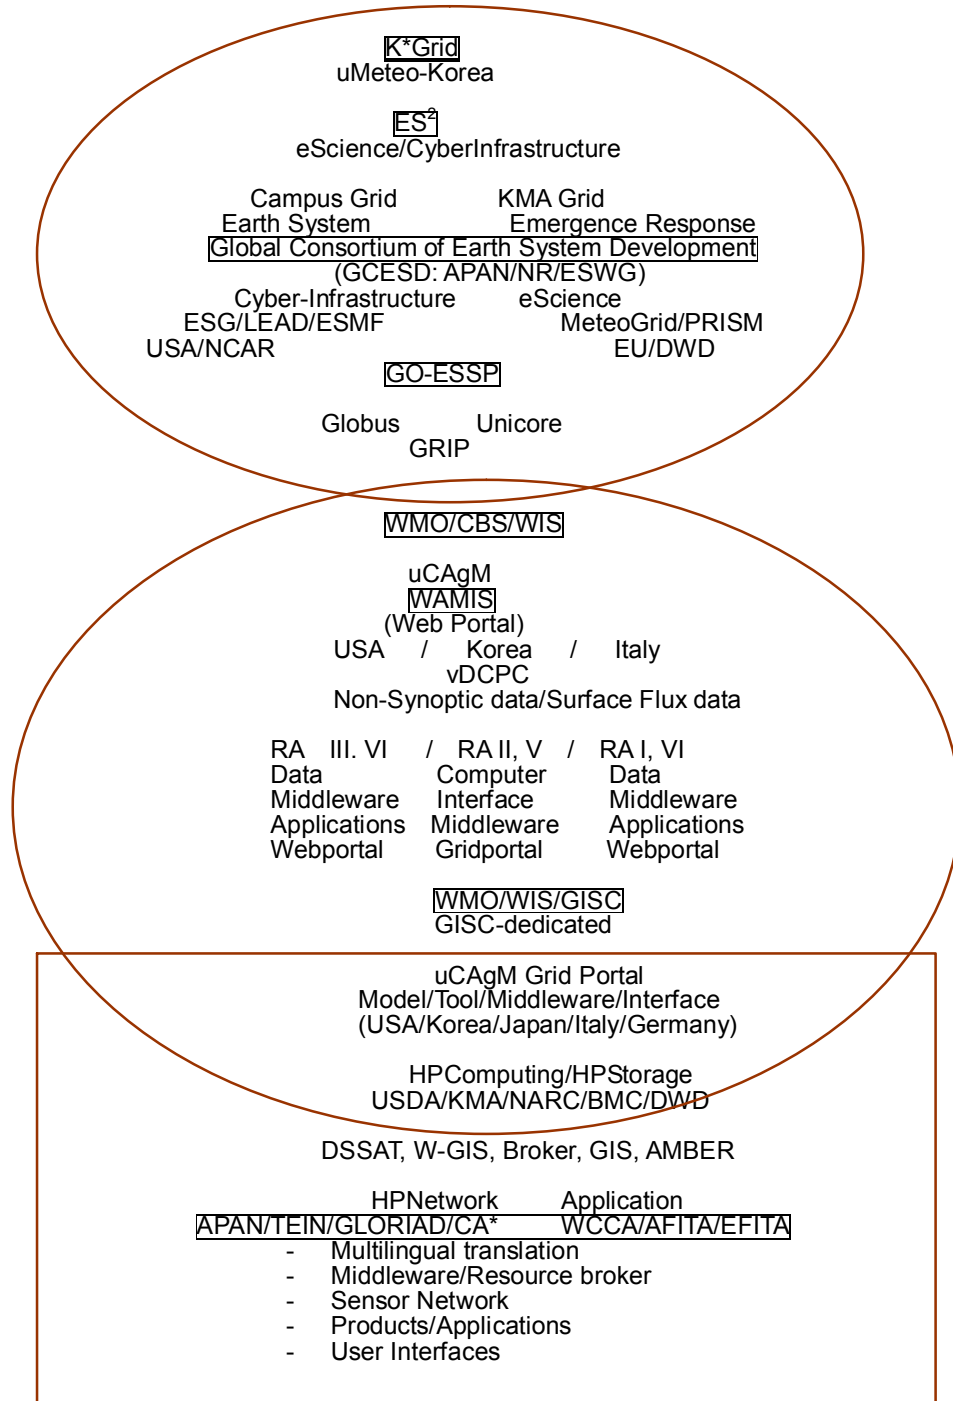 K*Grid
uMeteo-Korea
ES²
eScience/CyberInfrastructure
Campus Grid KMA Grid
Earth System Emergence Response
Global Consortium of Earth System Development
(GCESD: APAN/NR/ESWG)
Cyber-Infrastructure eScience
ESG/LEAD/ESMF MeteoGrid/PRISM
USA/NCAR EU/DWD
GO-ESSP
Globus Unicore
GRIP
WMO/CBS/WIS
uCAgM
WAMIS
(Web Portal)
USA / Korea / Italy
vDCPC
Non-Synoptic data/Surface Flux data
RA III. VI / RA II, V / RA I, VI
Data Computer Data
Middleware Interface Middleware
Applications Middleware Applications
Webportal Gridportal Webportal
WMO/WIS/GISC
GISC-dedicated
uCAgM Grid Portal
Model/Tool/Middleware/Interface
(USA/Korea/Japan/Italy/Germany)
HPComputing/HPStorage
USDA/KMA/NARC/BMC/DWD
DSSAT, W-GIS, Broker, GIS, AMBER
HPNetwork Application
APAN/TEIN/GLORIAD/CA* WCCA/AFITA/EFITA
- Multilingual translation
- Middleware/Resource broker
- Sensor Network
- Products/Applications
- User Interfaces